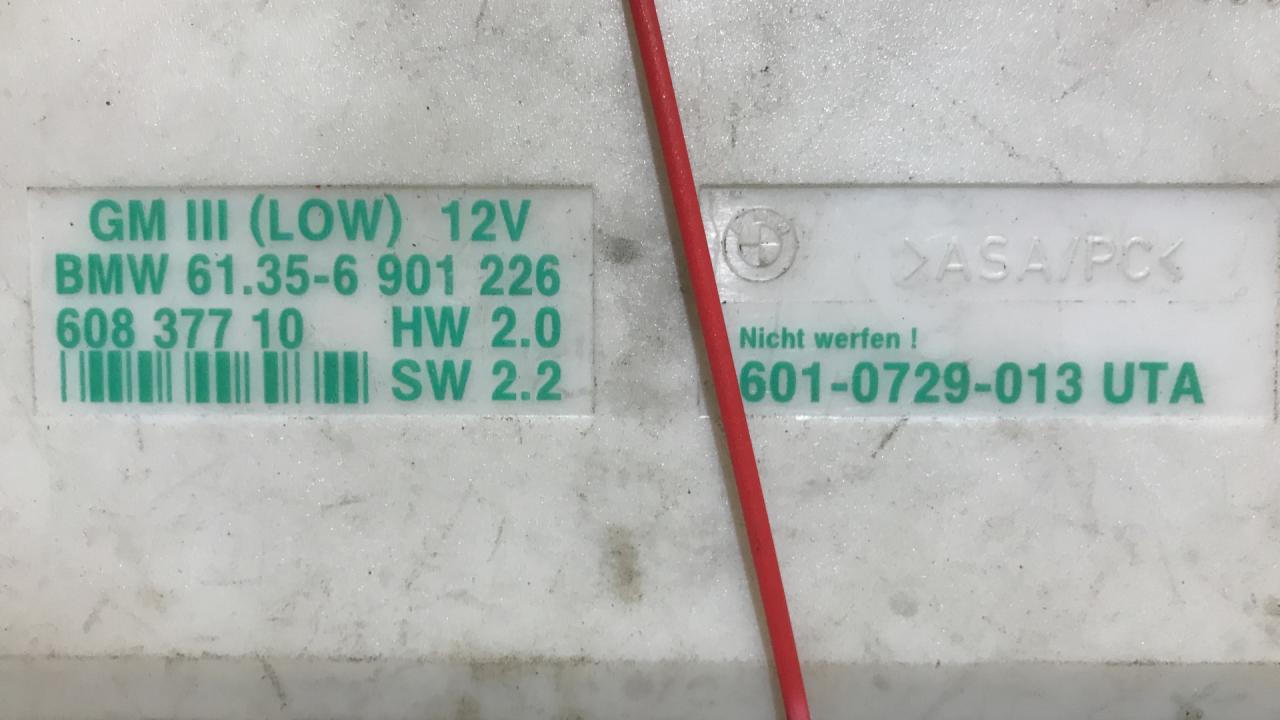 GM III (LOW) 12V
BMW 61.35-6 901 226
608 377 10 HW 2.0
SW 2.2
>ASA/PC<
Nicht werfen !
601-0729-013 UTA